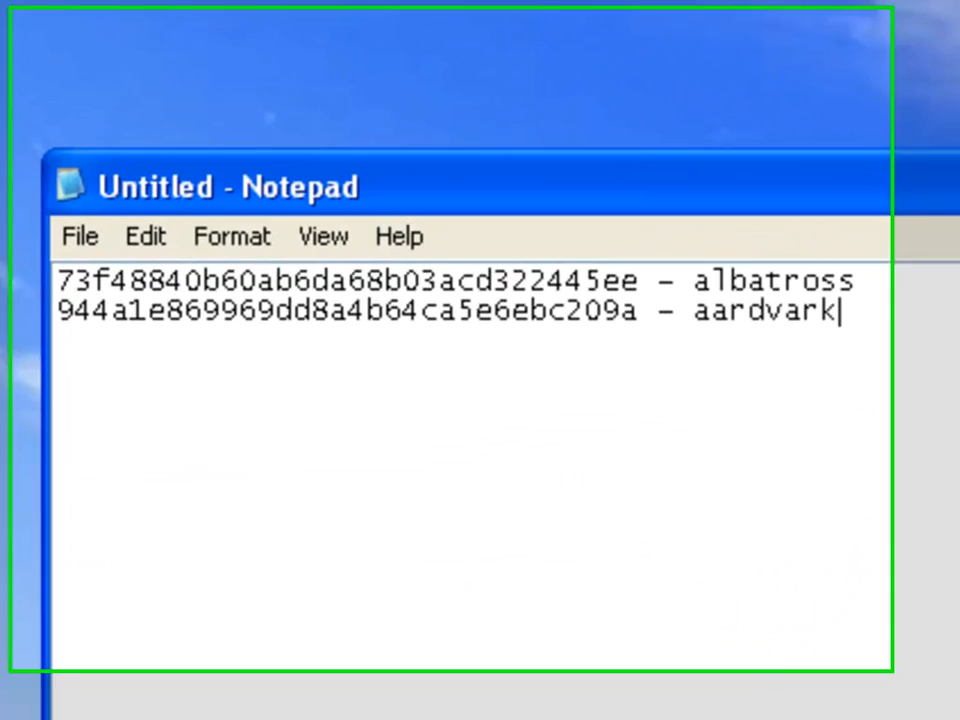 Untitled - Notepad
File Edit Format View Help
73f48840b60ab6da68b03acd322445ee - albatross
944a1e869969dd8a4b64ca5e6ebc209a - aardvark